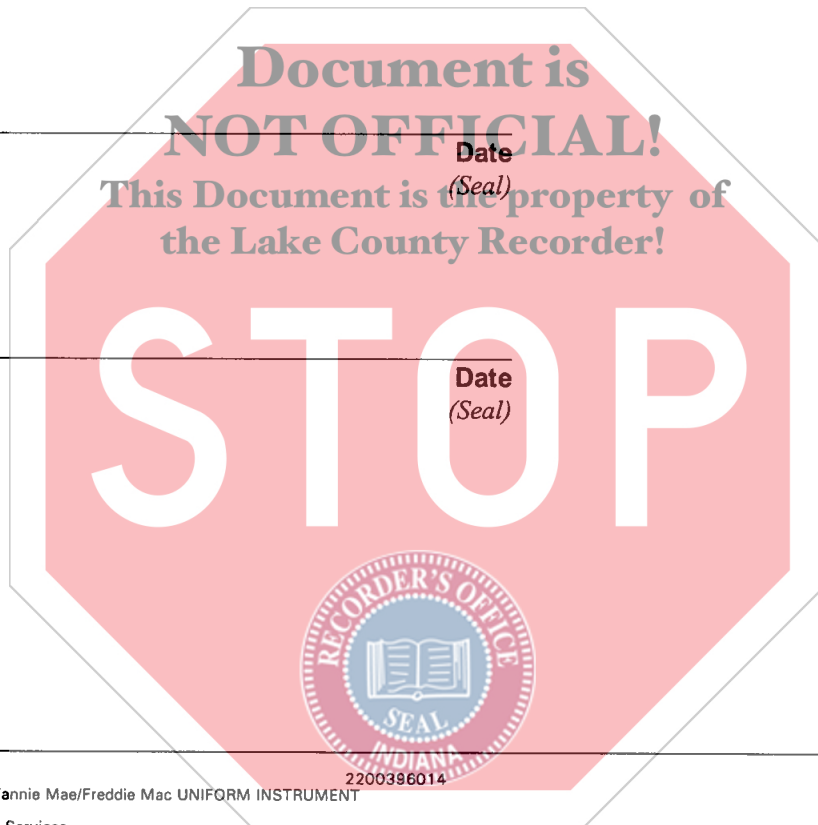 Document is
NOT OFFICIAL!
Date
(Seal)
This Document is the property of
the Lake County Recorder!
STOP
Date
(Seal)
RECORDER'S OFFICE
SEAL
INDIANA
2200396014
annie Mae/Freddie Mac UNIFORM INSTRUMENT